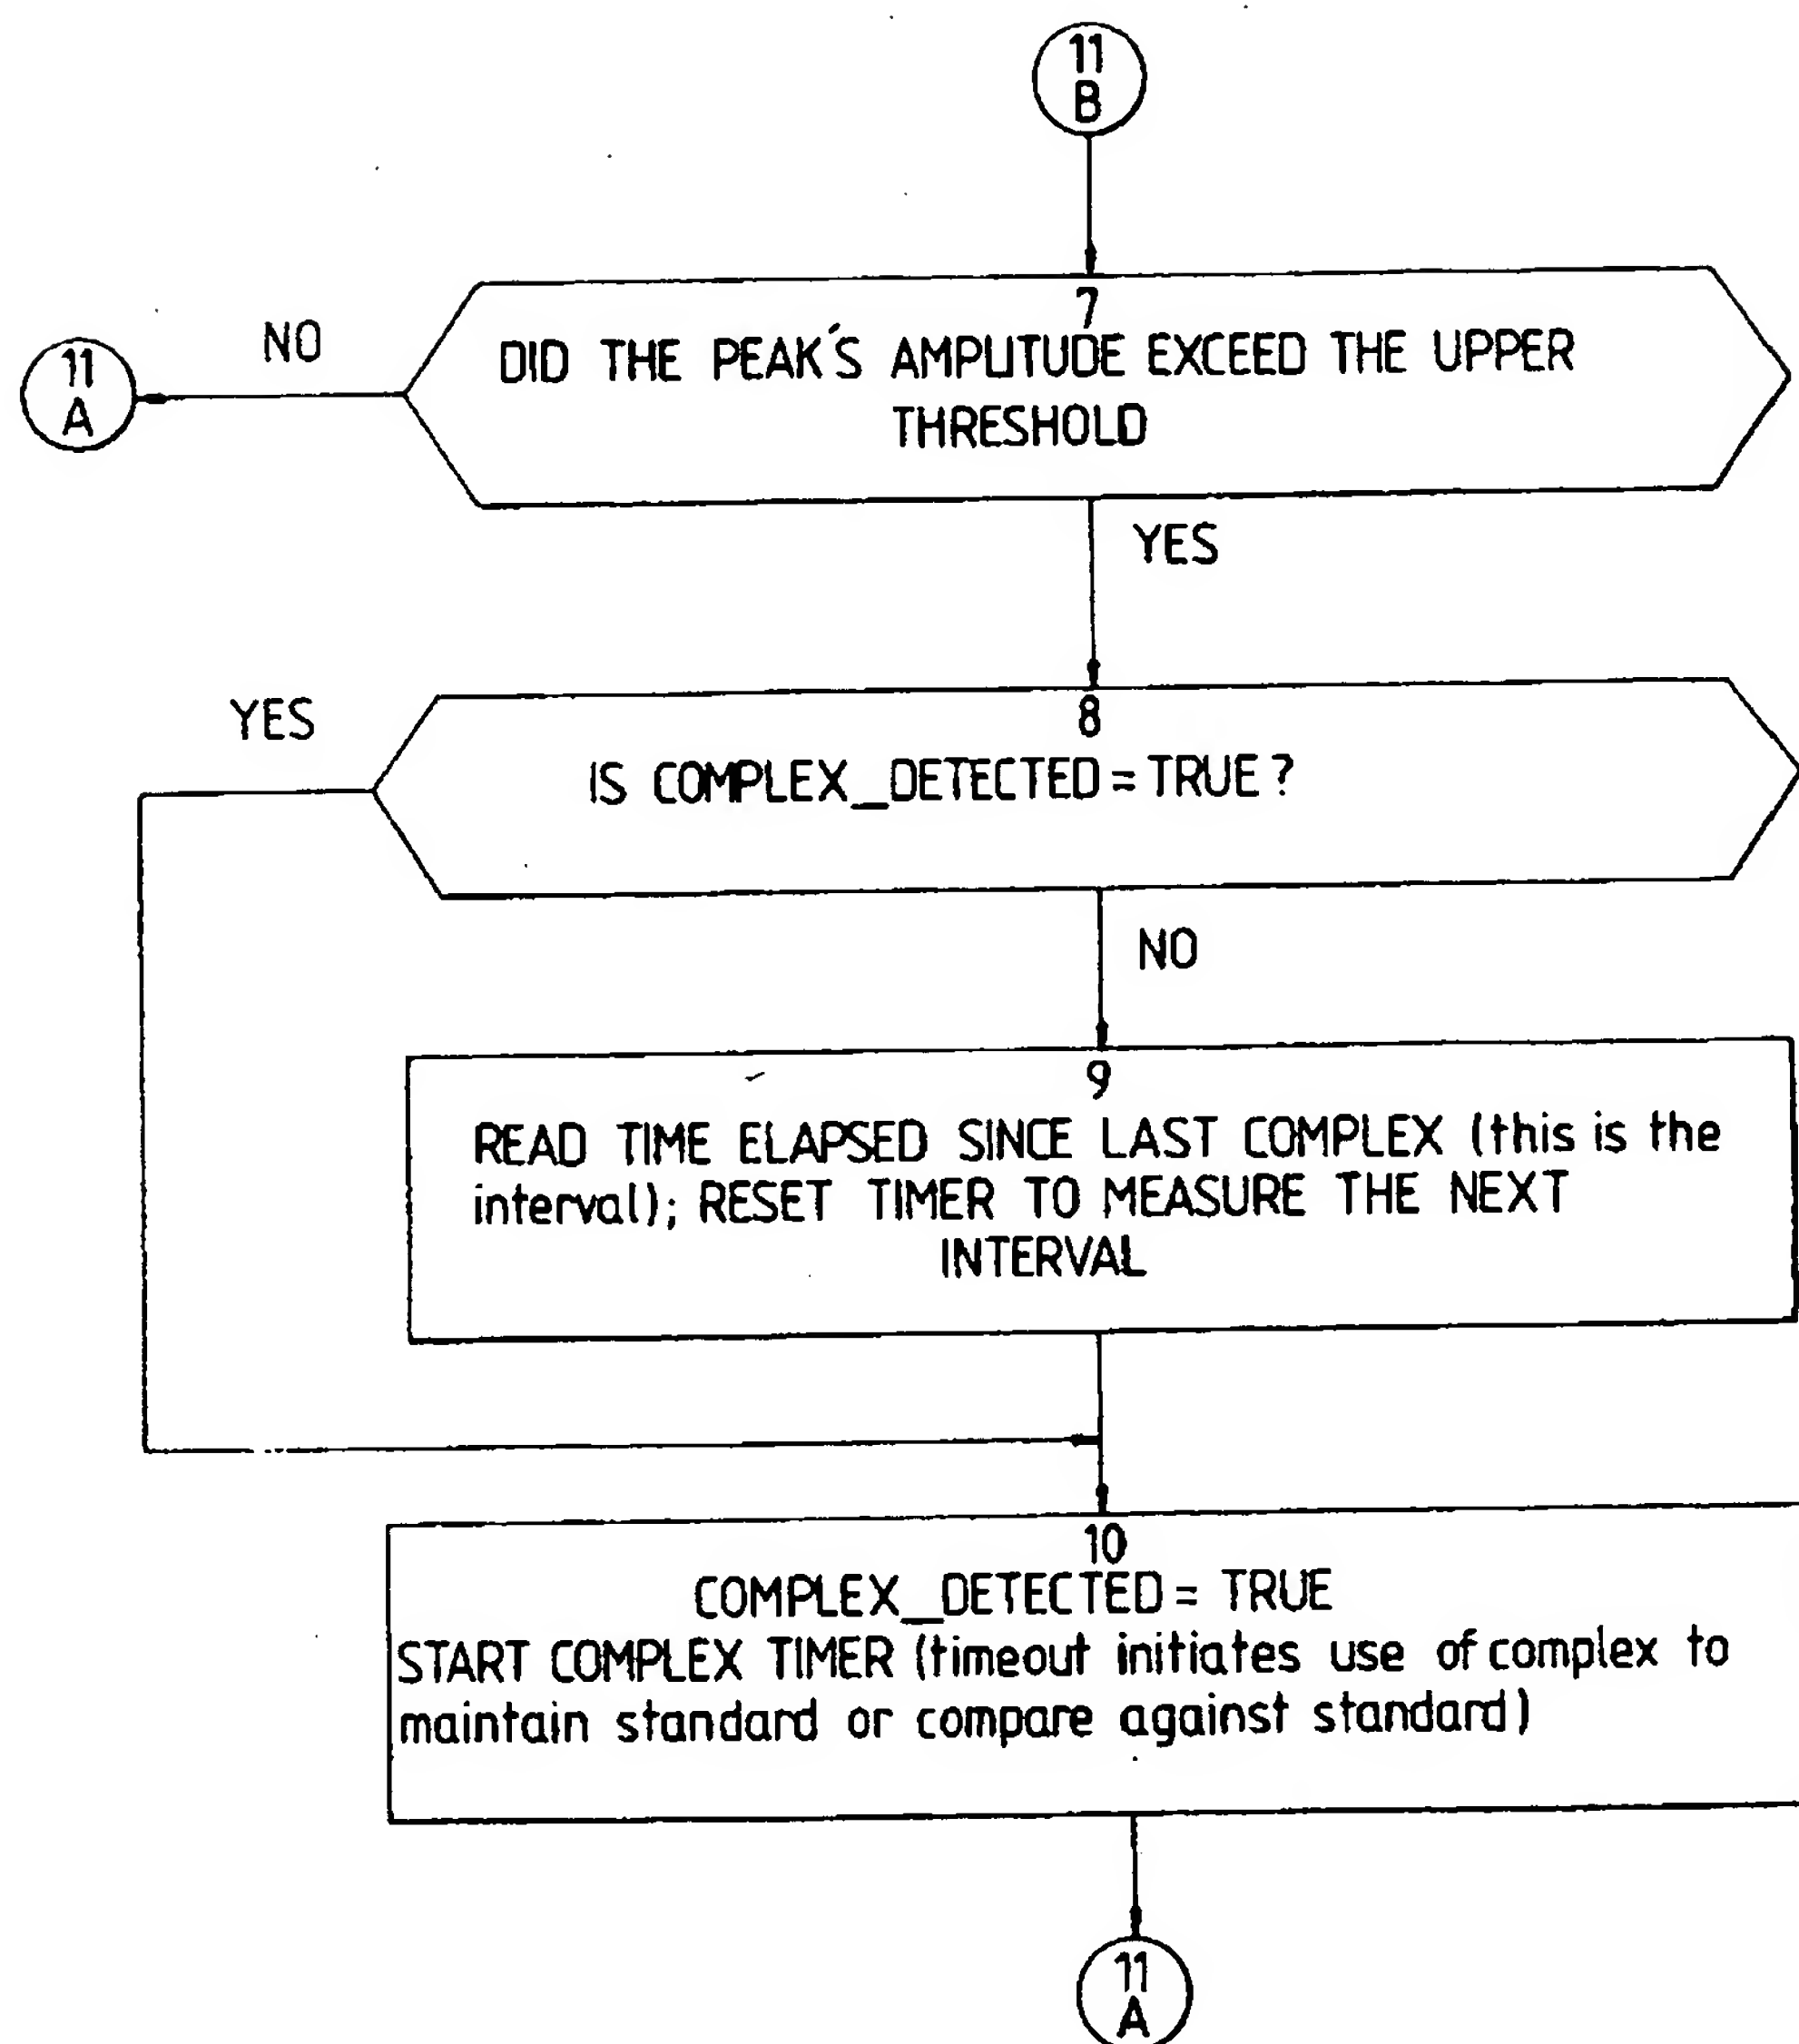 11
B
7
NO
DID THE PEAK'S AMPLITUDE EXCEED THE UPPER
THRESHOLD
11
A
YES
YES
8
IS COMPLEX_DETECTED = TRUE ?
NO
9
READ TIME ELAPSED SINCE LAST COMPLEX (this is the
interval); RESET TIMER TO MEASURE THE NEXT
INTERVAL
10
COMPLEX_DETECTED = TRUE
START COMPLEX TIMER (timeout initiates use of complex to
maintain standard or compare against standard)
11
A